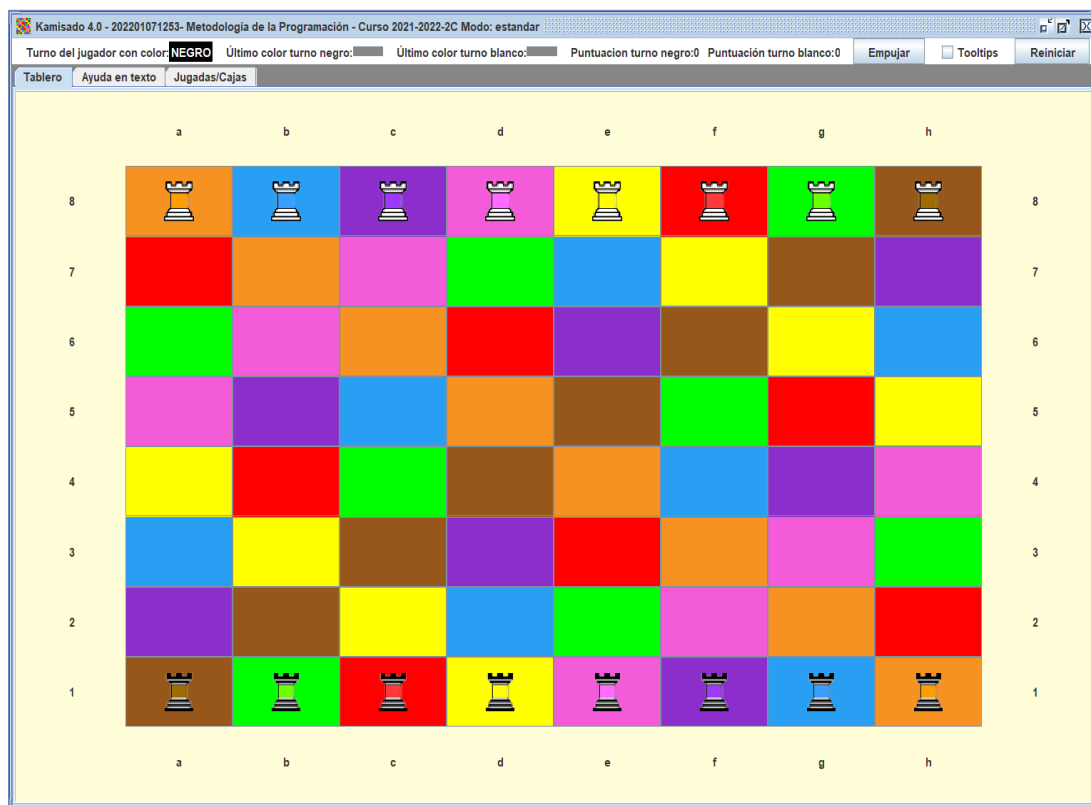 Kamisado 4.0 - 202201071253- Metodología de la Programación - Curso 2021-2022-2C Modo: estandar
Turno del jugador con color: NEGRO Último color turno negro: Último color turno blanco: Puntuacion turno negro:0 Puntuación turno blanco:0 Empujar Tooltips Reiniciar
Tablero Ayuda en texto Jugadas/Cajas
a b c d e f g h
8 8
7 7
6 6
5 5
4 4
3 3
2 2
1 1
a b c d e f g h